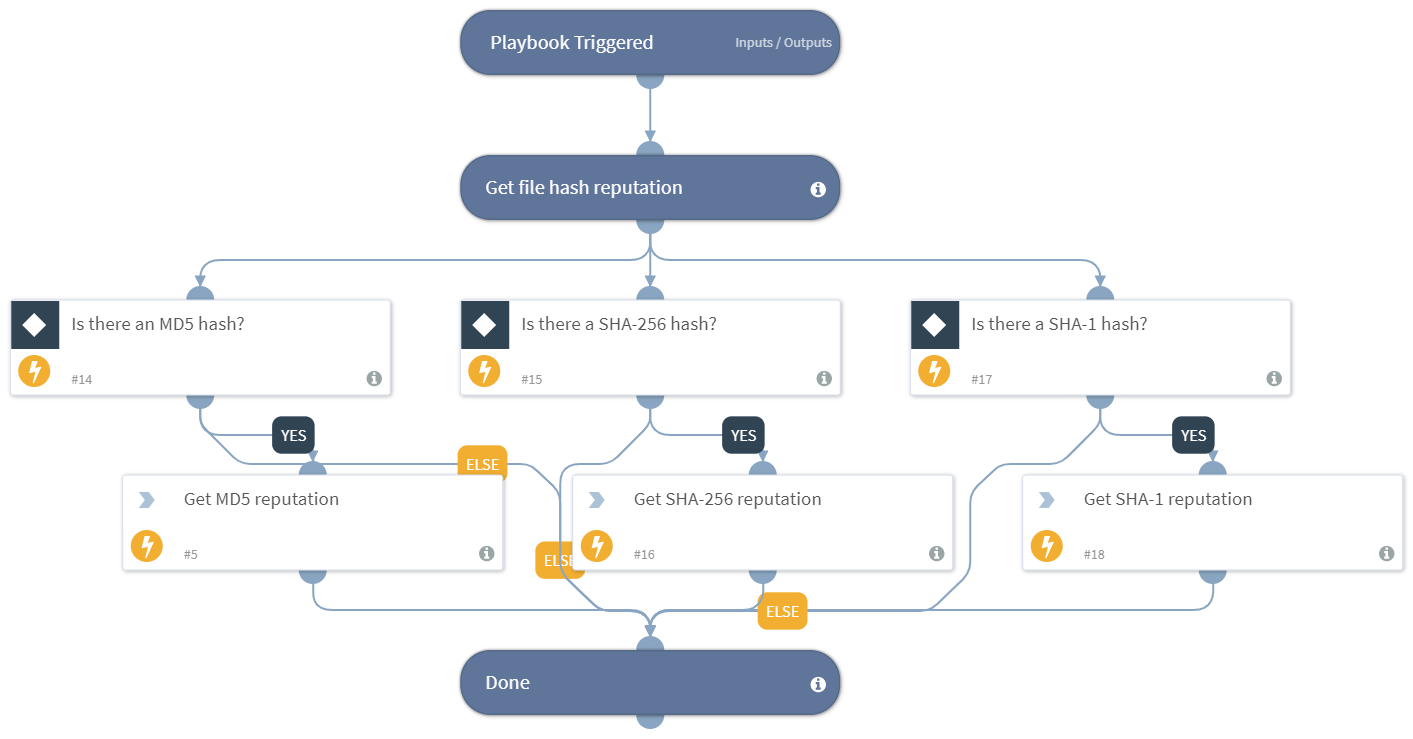 Playbook Triggered
Inputs / Outputs
Get file hash reputation
Is there an MD5 hash?
#14
Is there a SHA-256 hash?
#15
Is there a SHA-1 hash?
#17
YES
YES
YES
ELSE
Get MD5 reputation
#5
ELSE
Get SHA-256 reputation
#16
Get SHA-1 reputation
#18
ELSE
Done